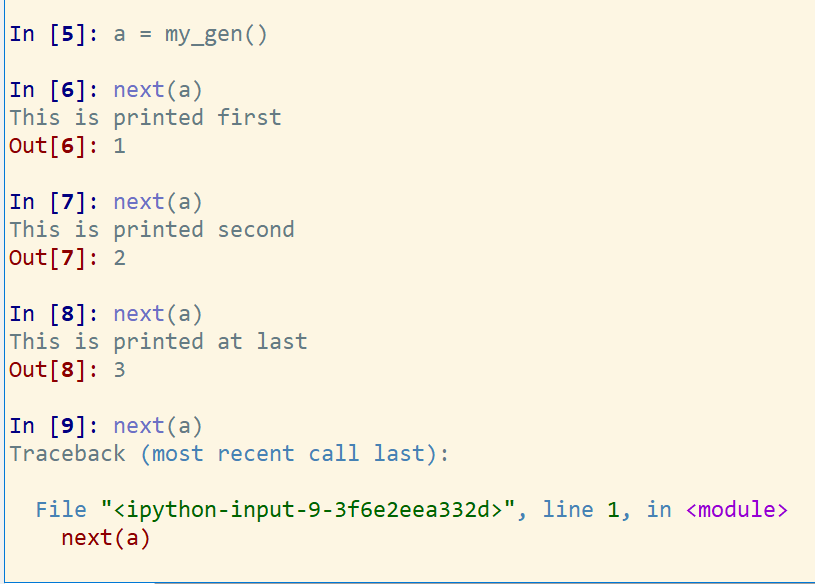 In [5]: a = my_gen()
In [6]: next(a)
This is printed first
Out[6]: 1
In [7]: next(a)
This is printed second
Out[7]: 2
In [8]: next(a)
This is printed at last
Out[8]: 3
In [9]: next(a)
Traceback (most recent call last):
File "<ipython-input-9-3f6e2eea332d>", line 1, in <module>
next(a)